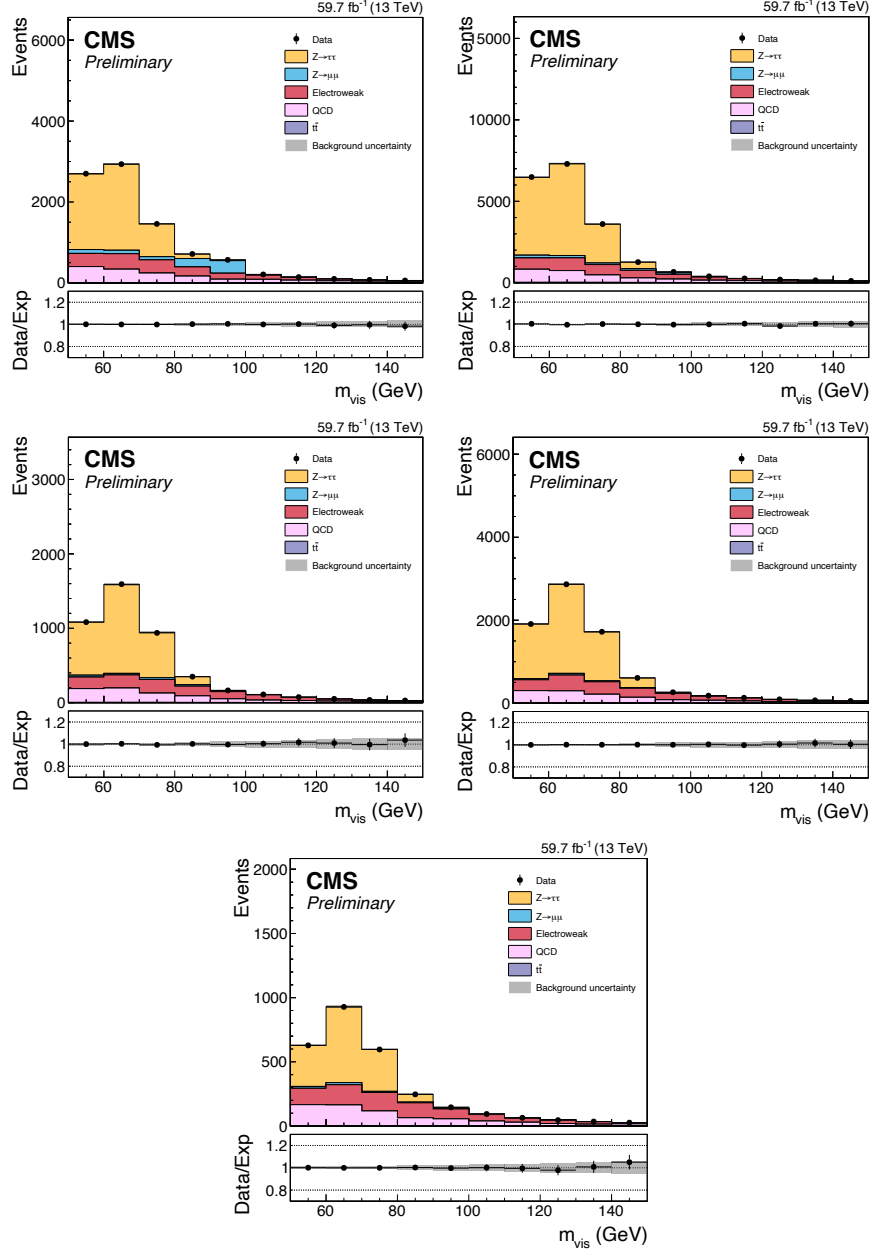 59.7 fb⁻¹ (13 TeV)
Events
6000
4000
2000
0
CMS
Preliminary
Data
Z→ττ
Z→μμ
Electroweak
QCD
tt̄
Background uncertainty
Data/Exp
1.2
1
0.8
60 80 100 120 140
m_vis (GeV)
59.7 fb⁻¹ (13 TeV)
Events
15000
10000
5000
0
CMS
Preliminary
Data
Z→ττ
Z→μμ
Electroweak
QCD
tt̄
Background uncertainty
Data/Exp
1.2
1
0.8
60 80 100 120 140
m_vis (GeV)
59.7 fb⁻¹ (13 TeV)
Events
3000
2000
1000
0
CMS
Preliminary
Data
Z→ττ
Z→μμ
Electroweak
QCD
tt̄
Background uncertainty
Data/Exp
1.2
1
0.8
60 80 100 120 140
m_vis (GeV)
59.7 fb⁻¹ (13 TeV)
Events
6000
4000
2000
0
CMS
Preliminary
Data
Z→ττ
Z→μμ
Electroweak
QCD
tt̄
Background uncertainty
Data/Exp
1.2
1
0.8
60 80 100 120 140
m_vis (GeV)
59.7 fb⁻¹ (13 TeV)
Events
2000
1500
1000
500
0
CMS
Preliminary
Data
Z→ττ
Z→μμ
Electroweak
QCD
tt̄
Background uncertainty
Data/Exp
1.2
1
0.8
60 80 100 120 140
m_vis (GeV)